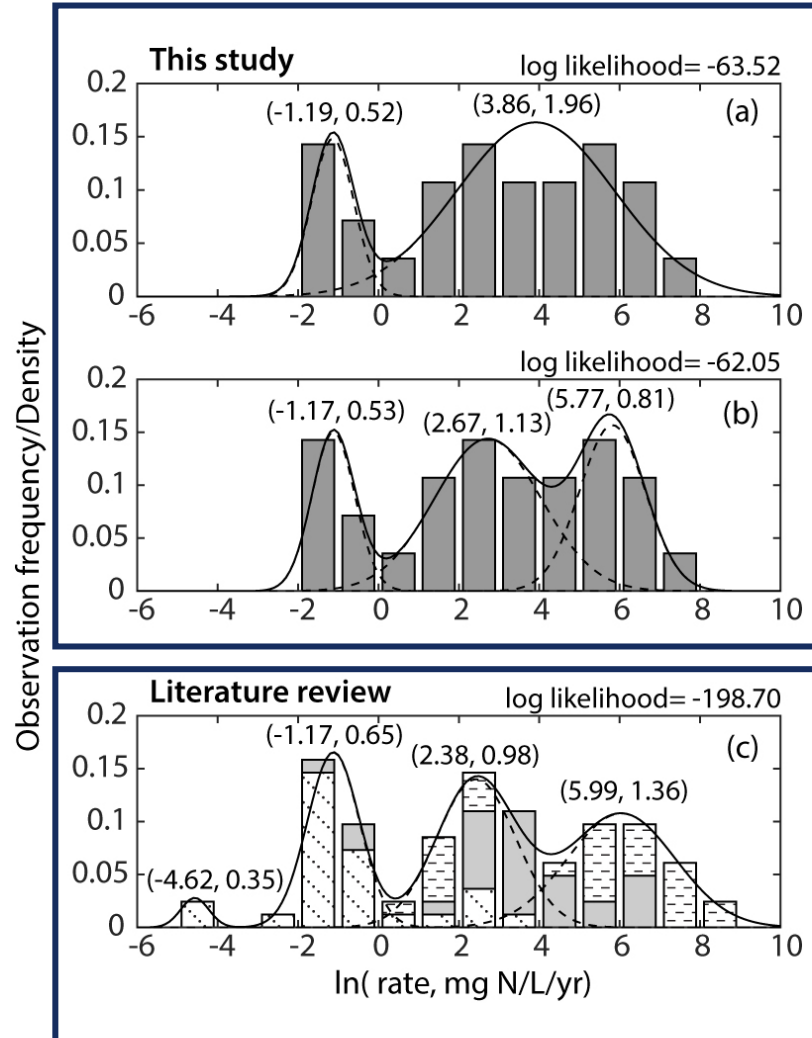 This study
log likelihood= -63.52
0.2
(-1.19, 0.52)
(3.86, 1.96)
(a)
0.15
0.1
0.05
0
-6 -4 -2 0 2 4 6 8 10
log likelihood= -62.05
0.2
(-1.17, 0.53)
(2.67, 1.13)
(5.77, 0.81)
(b)
0.15
0.1
0.05
0
-6 -4 -2 0 2 4 6 8 10
Observation frequency/Density
Literature review
log likelihood= -198.70
0.2
(-1.17, 0.65)
(2.38, 0.98)
(c)
0.15
(5.99, 1.36)
0.1
0.05
(-4.62, 0.35)
0
-6 -4 -2 0 2 4 6 8 10
ln( rate, mg N/L/yr)